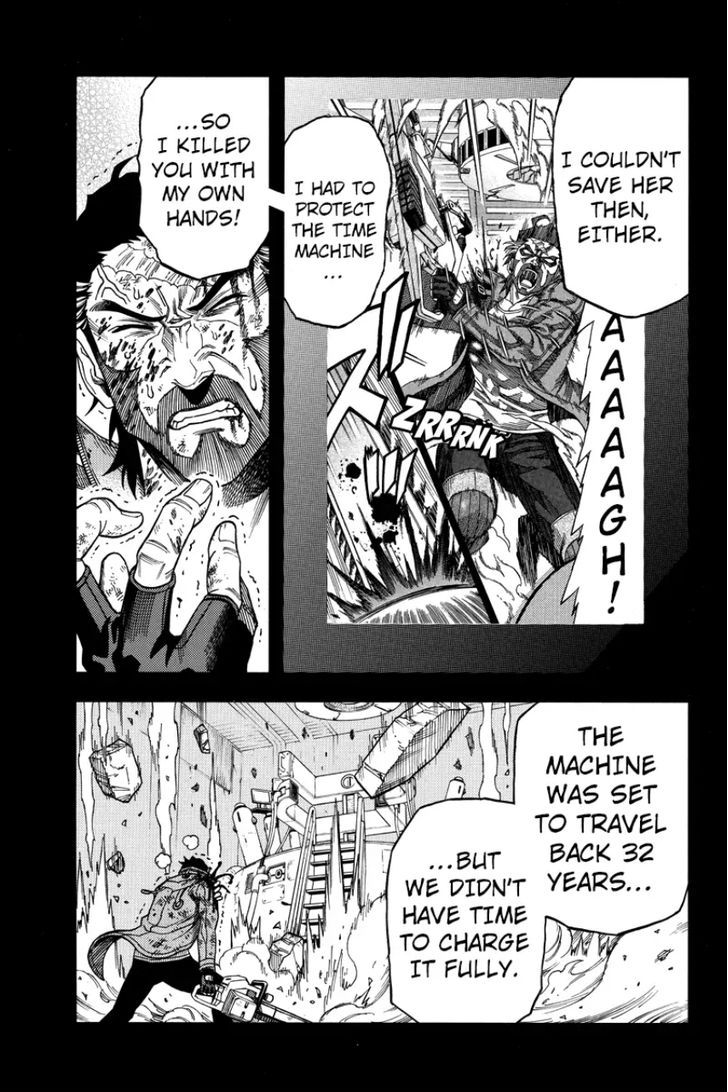 I COULDN'T
SAVE HER
THEN,
EITHER.
AAAAAAGH!
I HAD TO
PROTECT
THE TIME
MACHINE
...
ZRRRNK
...SO
I KILLED
YOU WITH
MY OWN
HANDS!
THE
MACHINE
WAS SET
TO TRAVEL
BACK 32
YEARS...
...BUT
WE DIDN'T
HAVE TIME
TO CHARGE
IT FULLY.